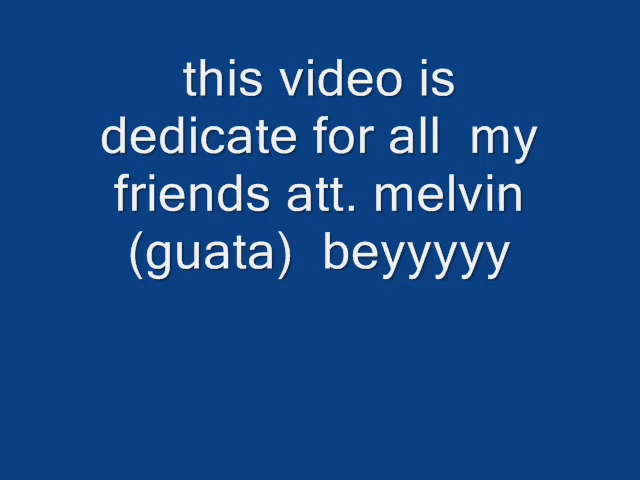 this video is
dedicate for all  my
friends att. melvin
(guata)  beyyyyy